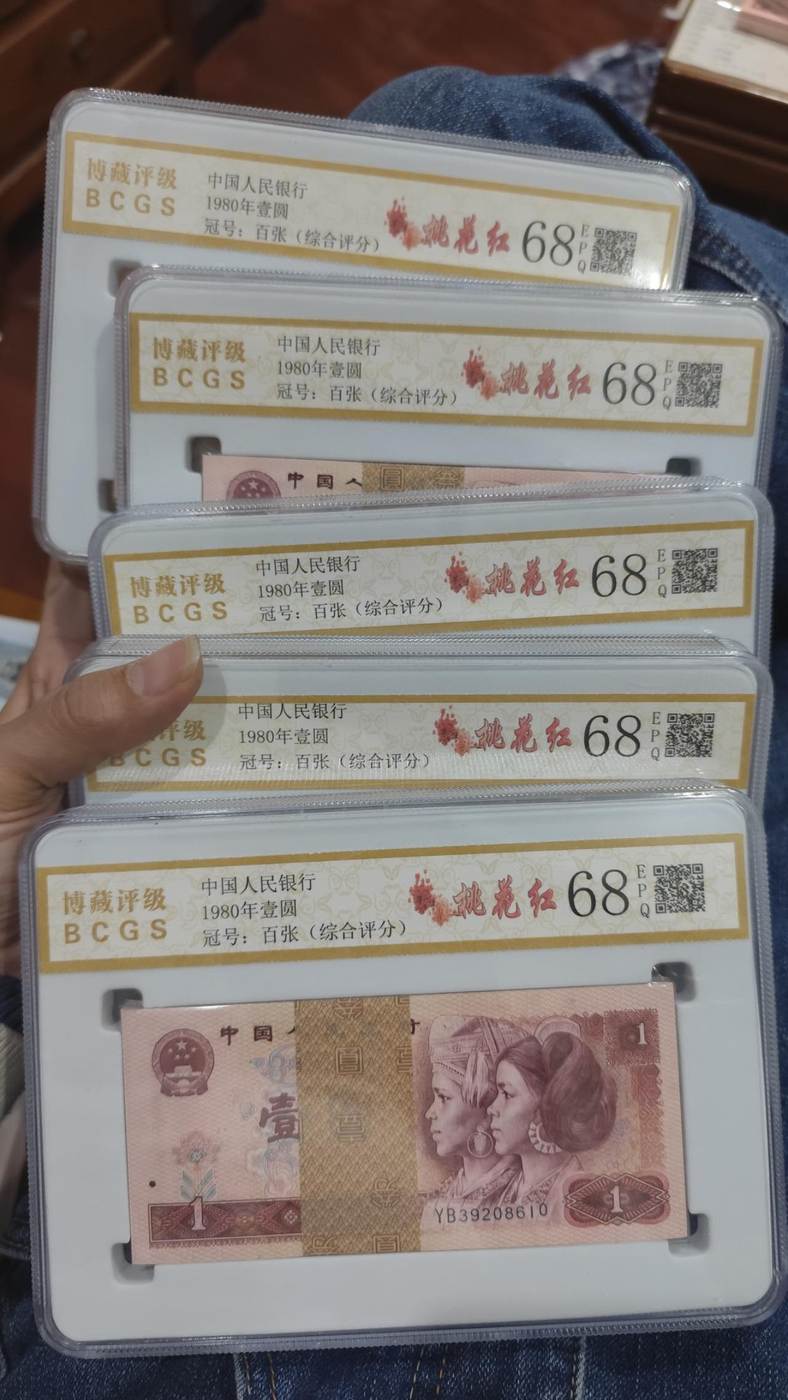 博藏评级
BCGS
中国人民银行
1980年壹圆
冠号：百张（综合评分）
桃花红
68
EPQ
博藏评级
BCGS
中国人民银行
1980年壹圆
冠号：百张（综合评分）
桃花红
68
EPQ
中国人
博藏评级
BCGS
中国人民银行
1980年壹圆
冠号：百张（综合评分）
桃花红
68
EPQ
评级
BCGS
中国人民银行
1980年壹圆
冠号：百张（综合评分）
桃花红
68
EPQ
博藏评级
BCGS
中国人民银行
1980年壹圆
冠号：百张（综合评分）
桃花红
68
EPQ
中国人
1
壹
1
YB39208610
1